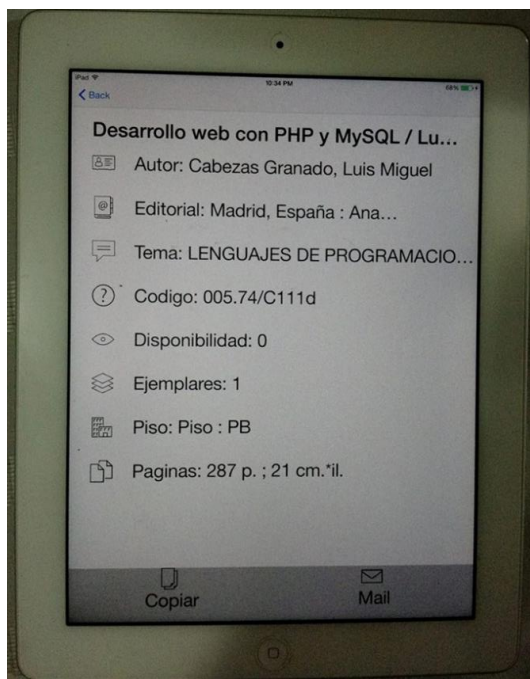 iPad
10:34 PM
68%
Back
Desarrollo web con PHP y MySQL / Lu...
Autor: Cabezas Granado, Luis Miguel
Editorial: Madrid, España : Ana...
Tema: LENGUAJES DE PROGRAMACIO...
Codigo: 005.74/C111d
Disponibilidad: 0
Ejemplares: 1
Piso: Piso : PB
Paginas: 287 p. ; 21 cm.*il.
Copiar
Mail